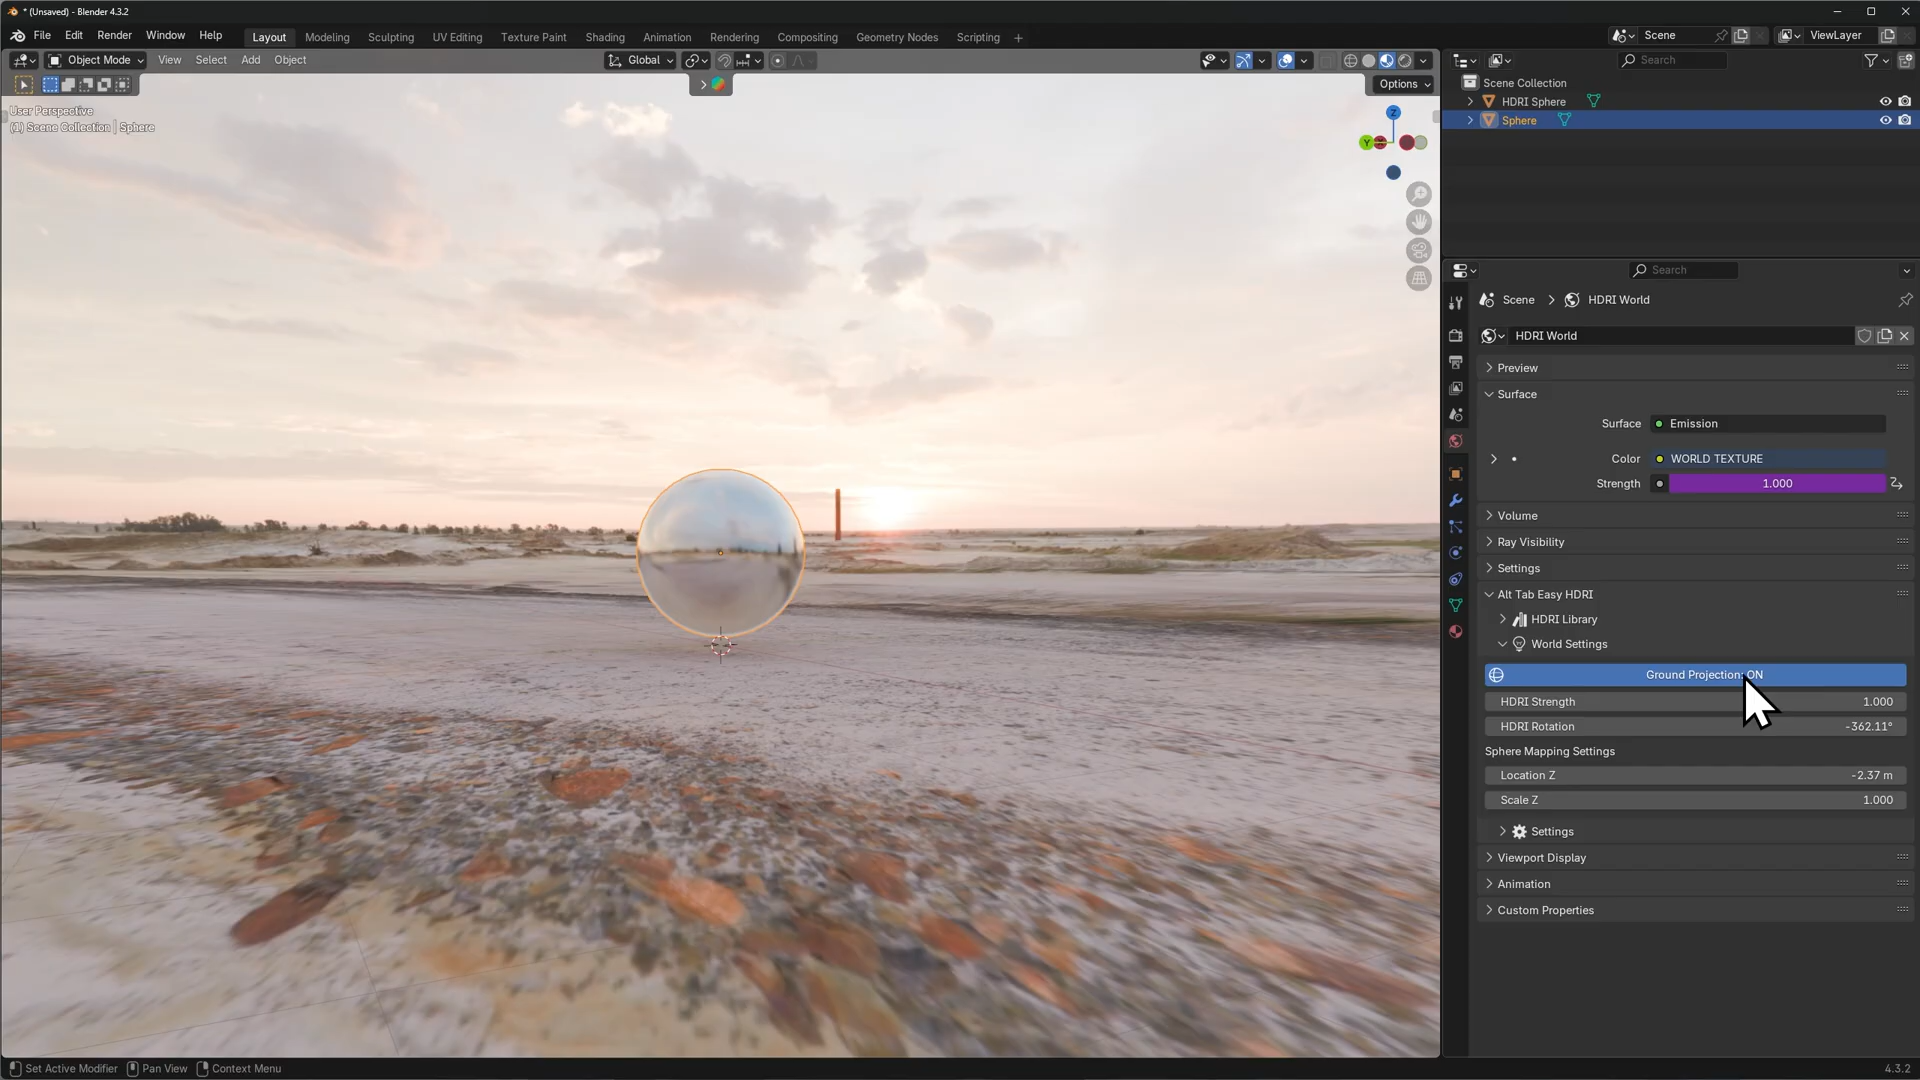 * (Unsaved) - Blender 4.3.2
File Edit Render Window Help Layout Modeling Sculpting UV Editing Texture Paint Shading Animation Rendering Compositing Geometry Nodes Scripting + Scene ViewLayer
Object Mode View Select Add Object Global Search
Options
User Perspective
(1) Scene Collection | Sphere
Z
Y
Scene Collection
HDRI Sphere
Sphere
Search
Scene HDRI World
HDRI World
Preview
Surface
Surface Emission
Color WORLD TEXTURE
Strength 1.000
Volume
Ray Visibility
Settings
Alt Tab Easy HDRI
HDRI Library
World Settings
Ground Projection: ON
HDRI Strength 1.000
HDRI Rotation -362.11°
Sphere Mapping Settings
Location Z -2.37 m
Scale Z 1.000
Settings
Viewport Display
Animation
Custom Properties
Set Active Modifier Pan View Context Menu 4.3.2